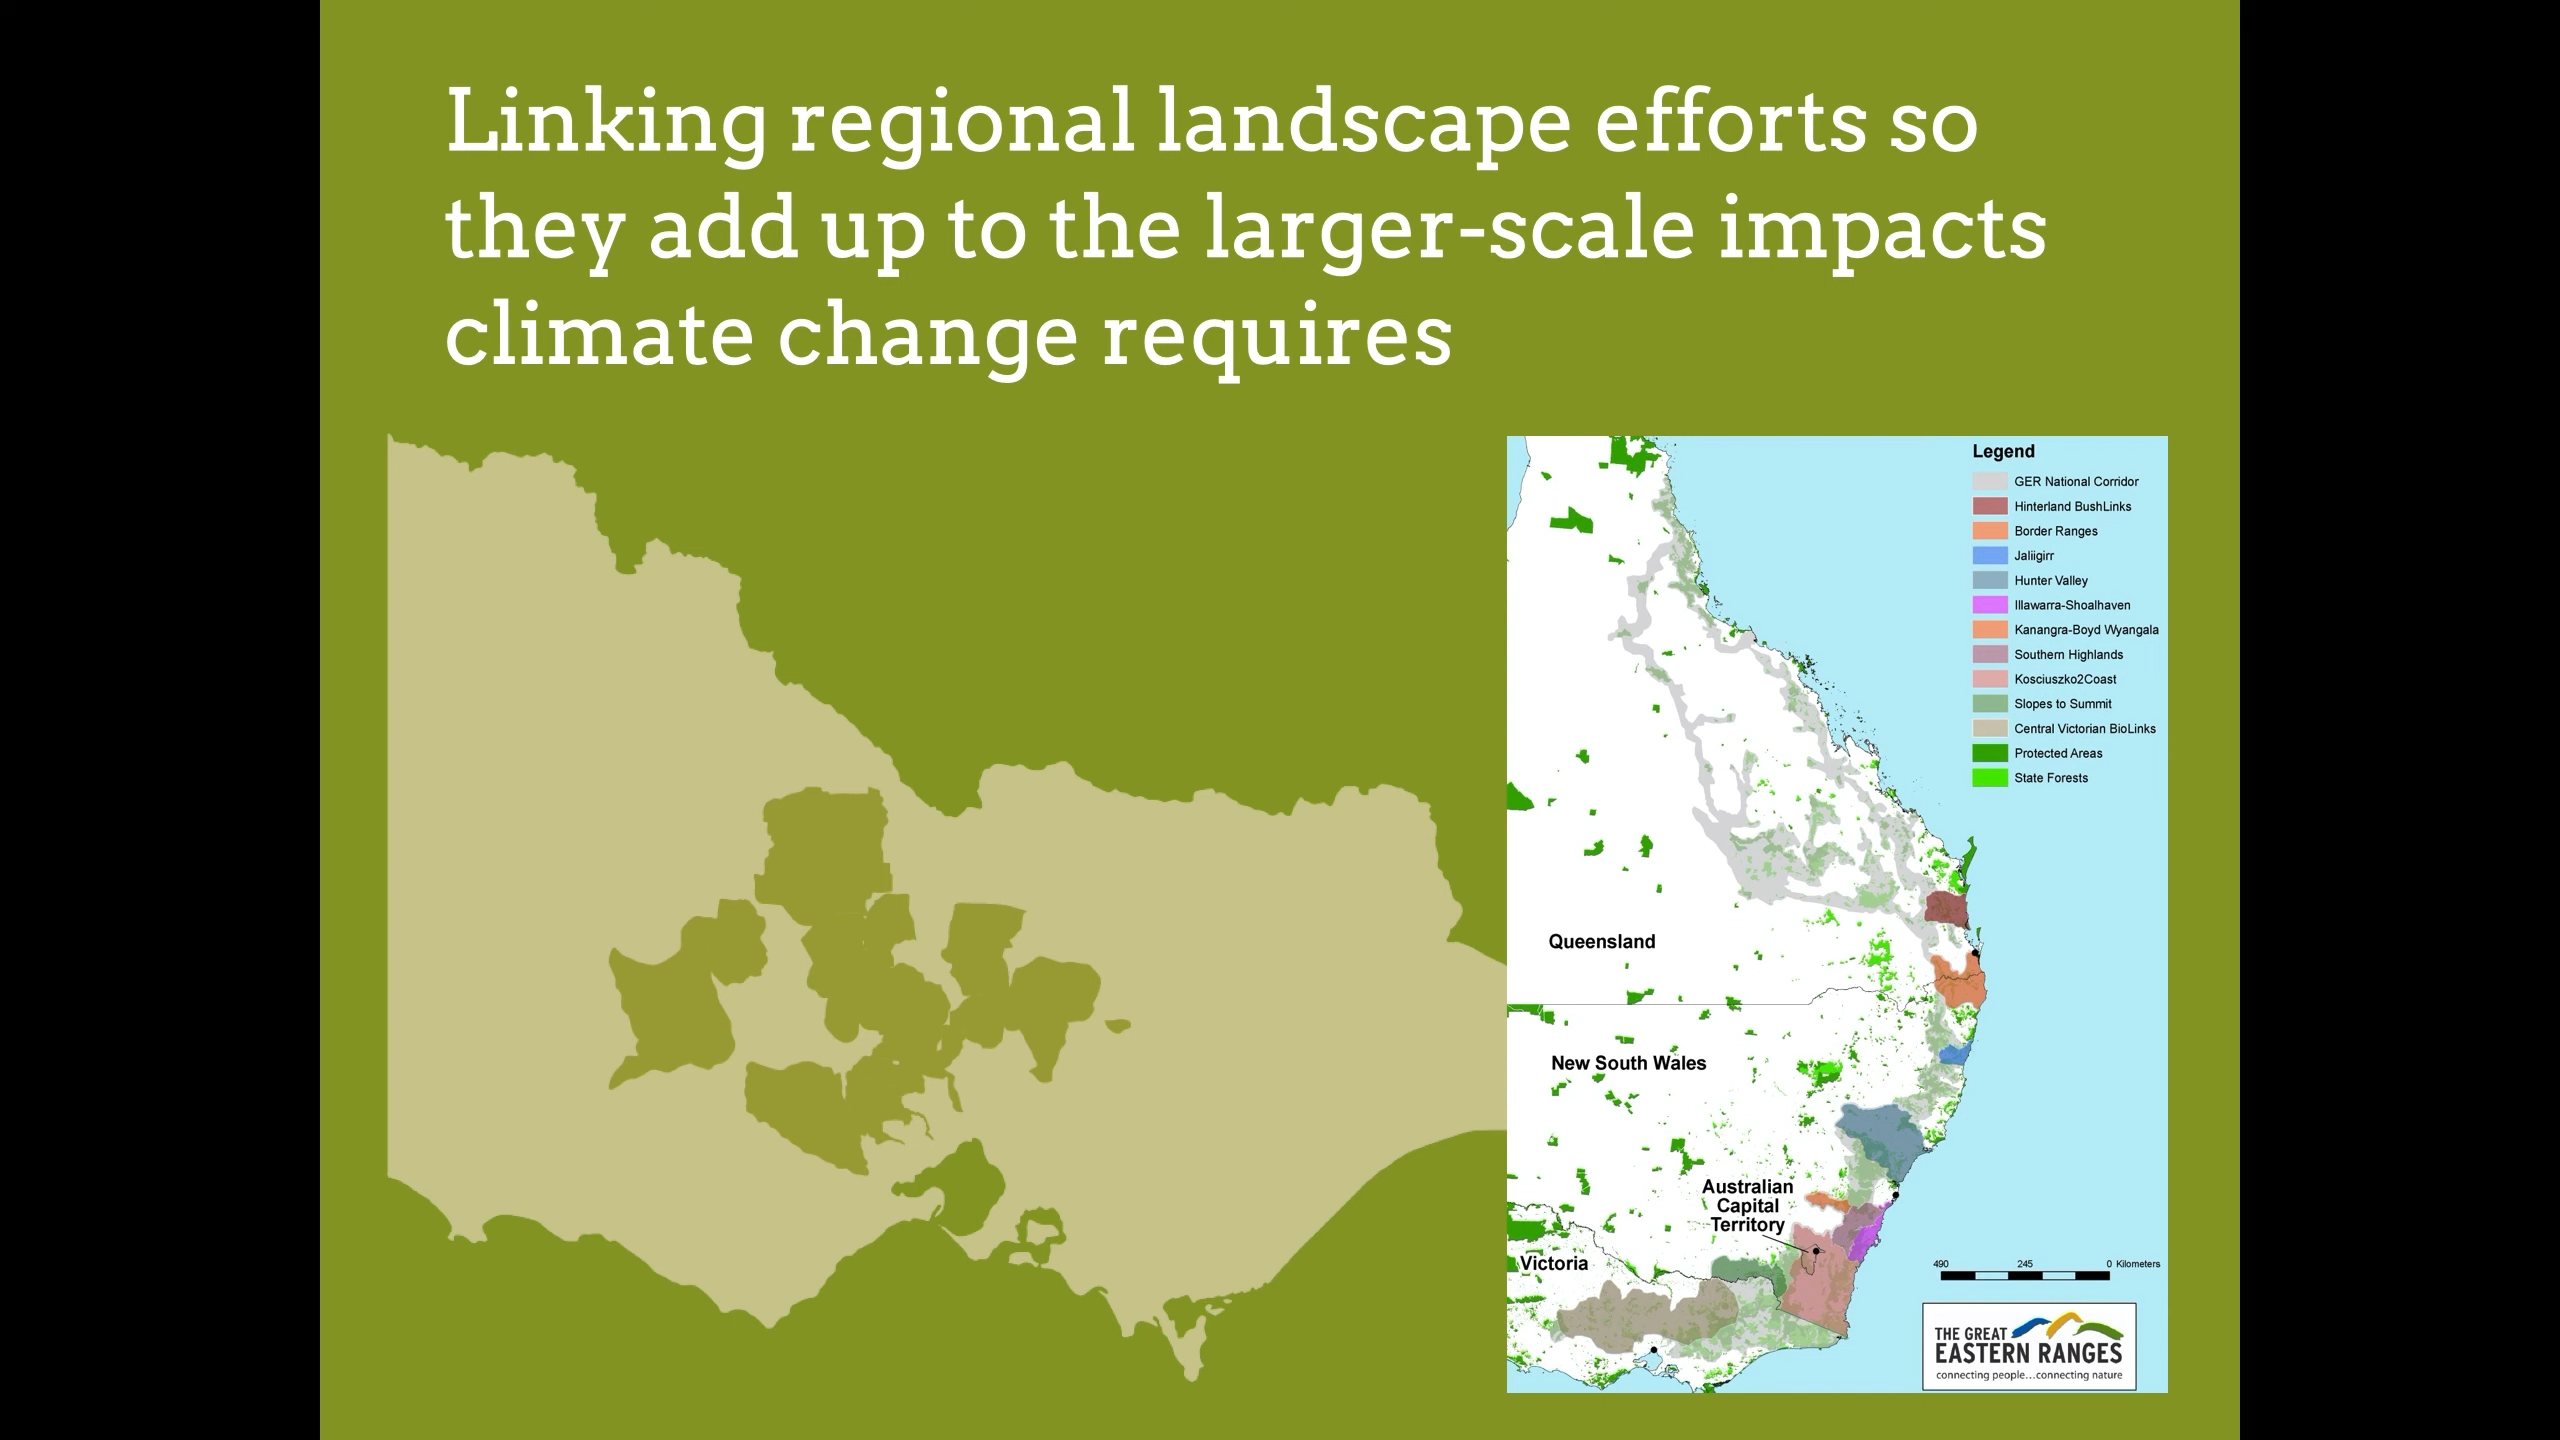 Linking regional landscape efforts so
they add up to the larger-scale impacts
climate change requires
Legend
GER National Corridor
Hinterland BushLinks
Border Ranges
Jaliigirr
Hunter Valley
Illawarra-Shoalhaven
Kanangra-Boyd Wyangala
Southern Highlands
Kosciuszko2Coast
Slopes to Summit
Central Victorian BioLinks
Protected Areas
State Forests
Queensland
New South Wales
Australian
Capital
Territory
Victoria
490 245 0 Kilometers
THE GREAT
EASTERN RANGES
connecting people...connecting nature